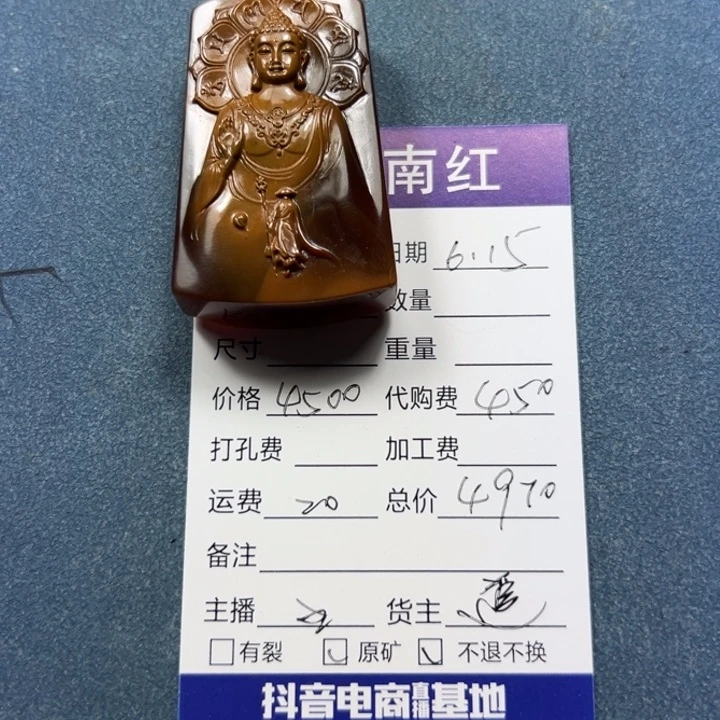 南红
日期 6.15
数量
尺寸 重量
价格 4500 代购费 450
打孔费 加工费
运费 20 总价 4970
备注
主播 货主
有裂 原矿 不退不换
抖音电商直播基地